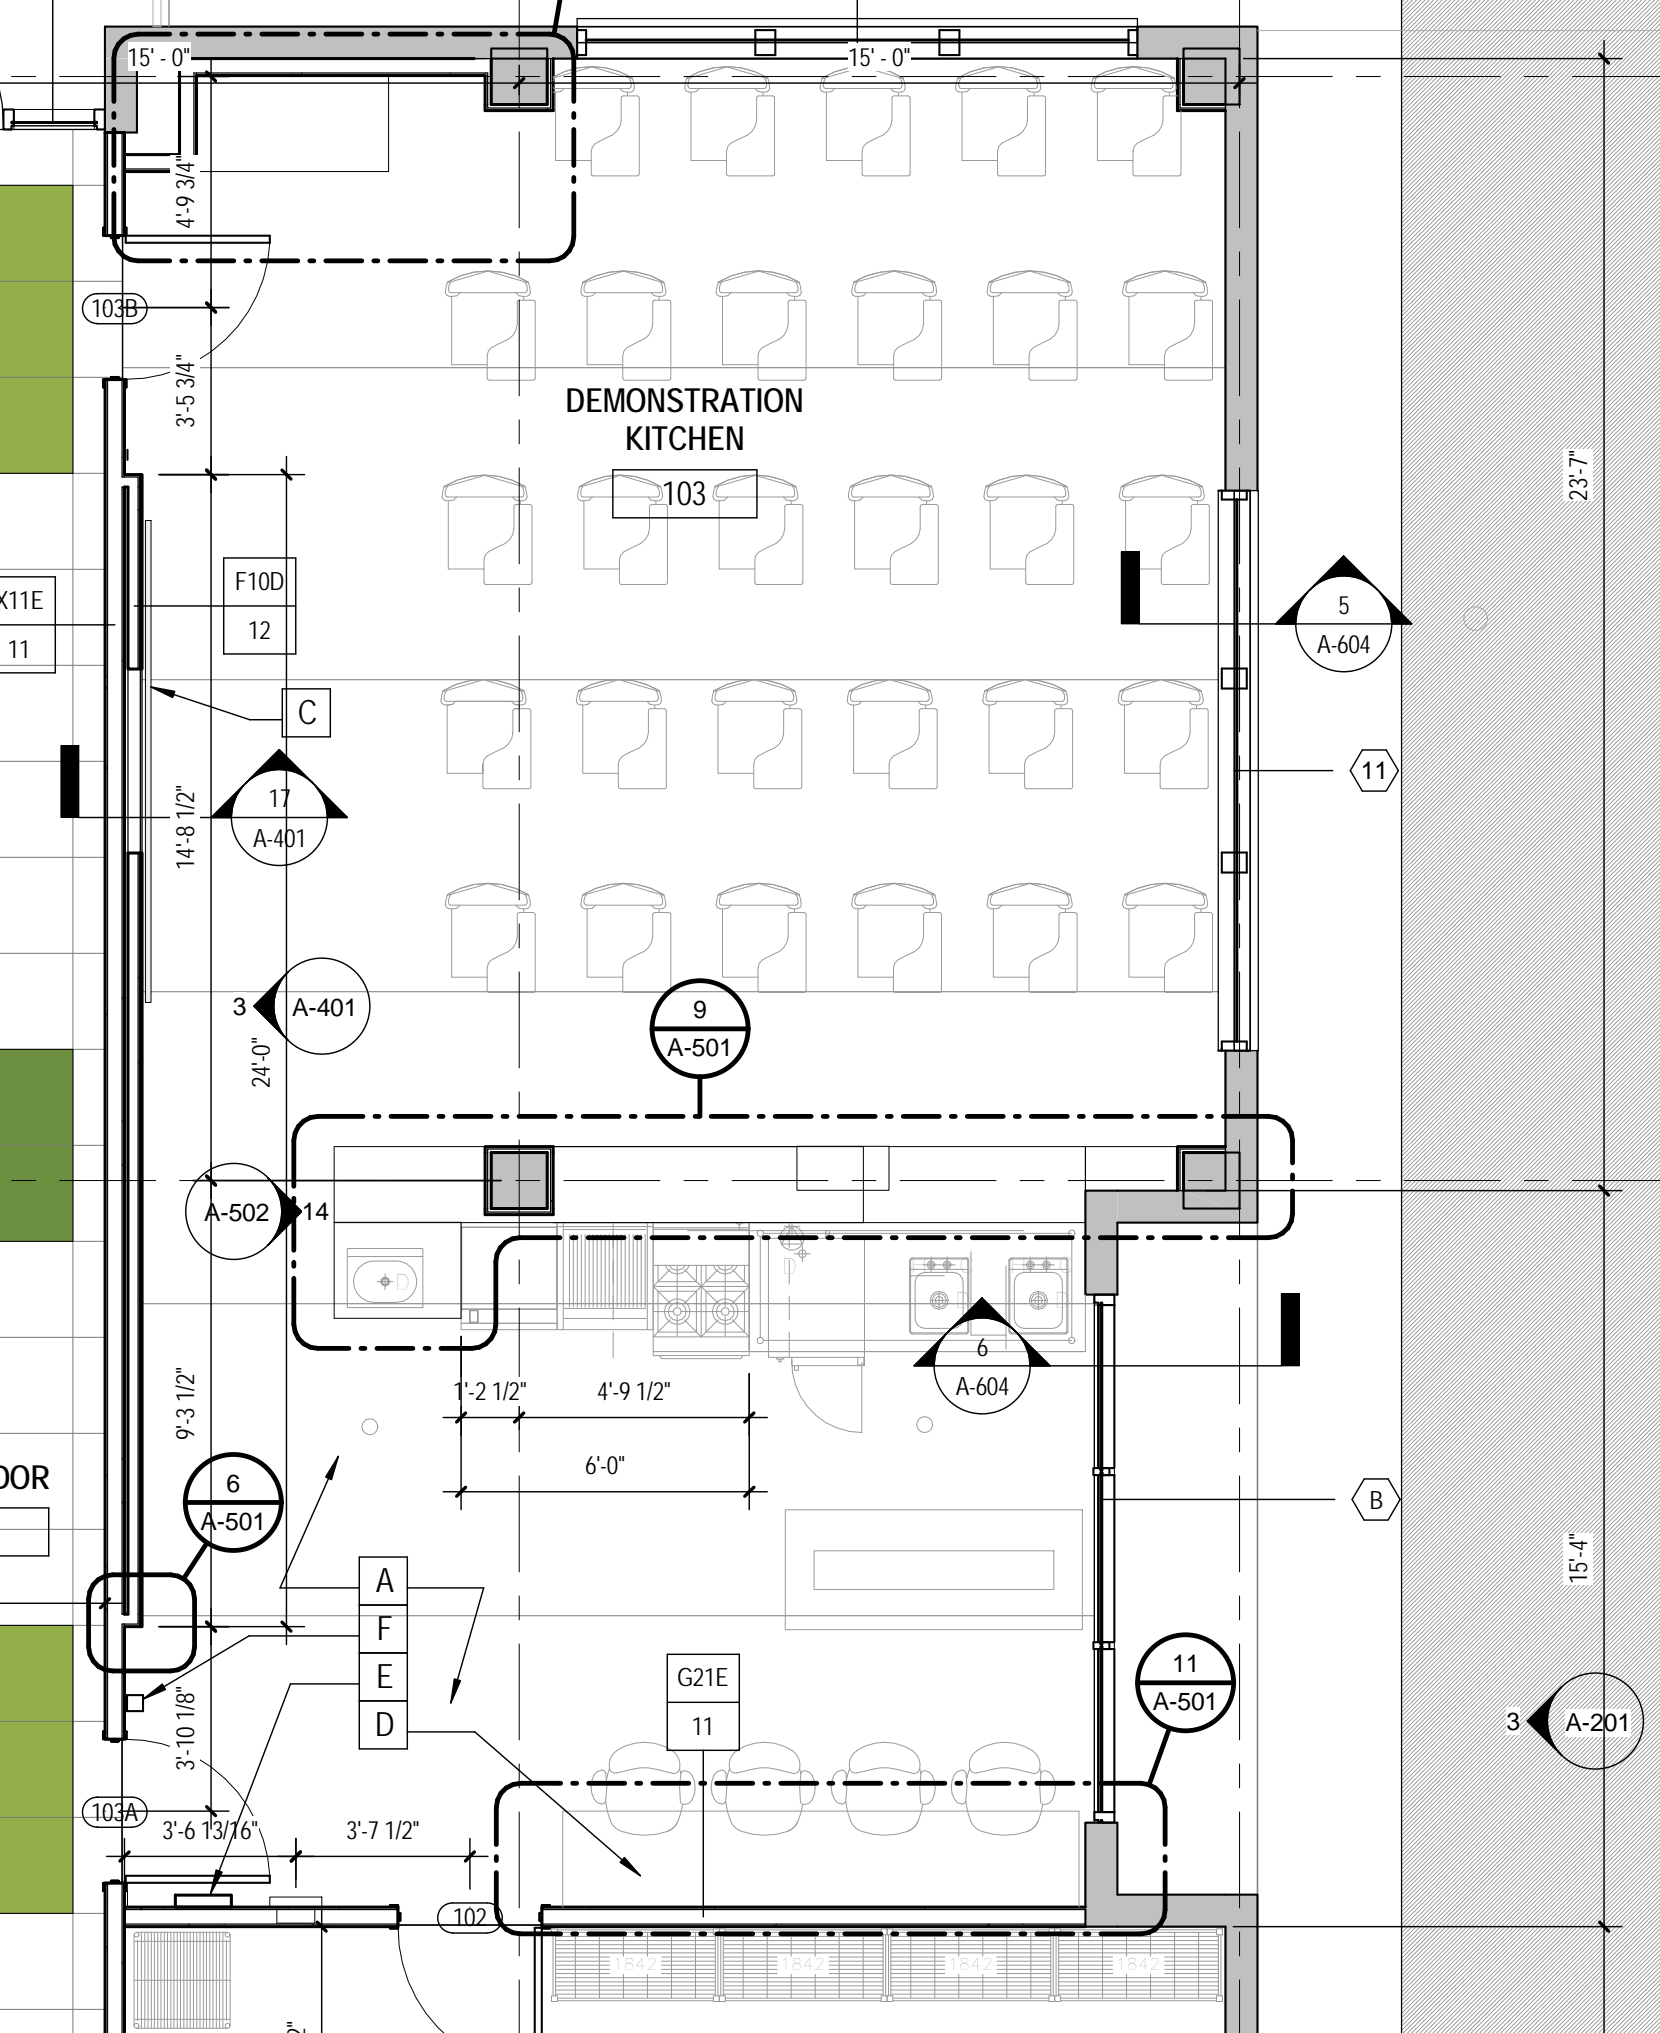 15' - 0"
15' - 0"
4'-9 3/4"
103B
3'-5 3/4"
DEMONSTRATION
KITCHEN
103
23'-7"
X11E
11
F10D
12
5
A-604
C
11
17
A-401
14'-8 1/2"
3
A-401
9
A-501
24'-0"
A-502
14
D
D
D
D
6
A-604
1'-2 1/2"
4'-9 1/2"
9'-3 1/2"
6'-0"
OOR
6
A-501
B
15'-4"
A
F
E
D
G21E
11
11
A-501
3
A-201
3'-10 1/8"
103A
3'-6 13/16"
3'-7 1/2"
102
1842
1842
1842
1842